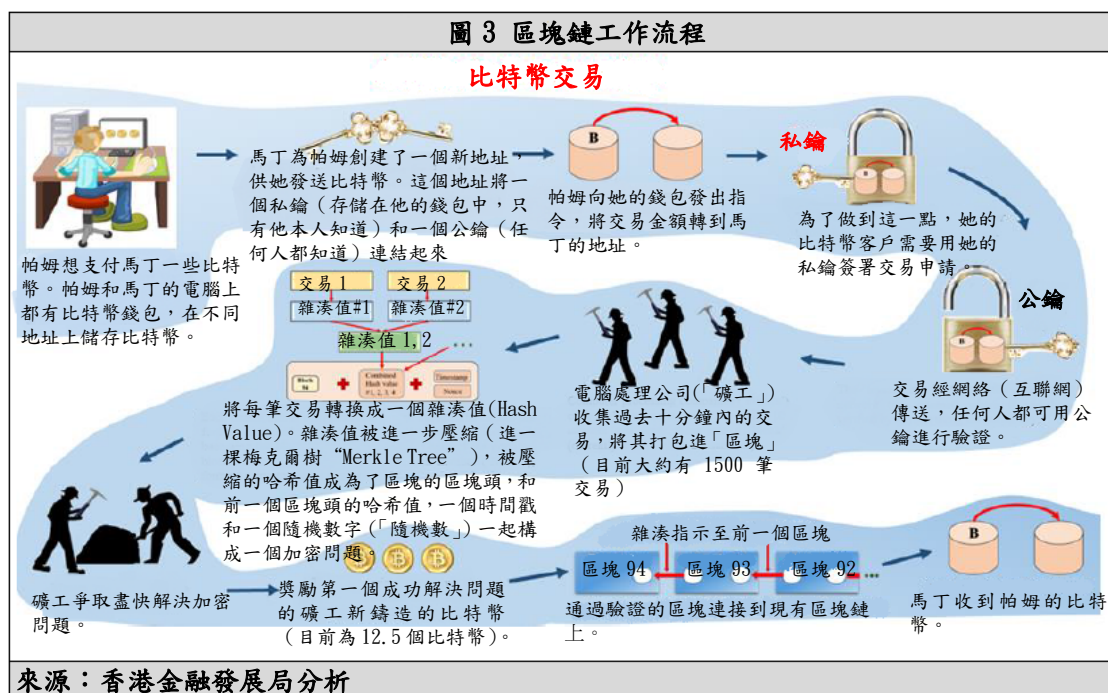 圖 3 區塊鏈工作流程
比特幣交易
帕姆想支付馬丁一些比特
幣。帕姆和馬丁的電腦上
都有比特幣錢包，在不同
地址上儲存比特幣。
馬丁為帕姆創建了一個新地址，
供她發送比特幣。這個地址將一
個私鑰（存儲在他的錢包中，只
有他本人知道）和一個公鑰（任
何人都知道）連結起來
B
帕姆向她的錢包發出指
令，將交易金額轉到馬
丁的地址。
私鑰
B
為了做到這一點，她的
比特幣客戶需要用她的
私鑰簽署交易申請。
公鑰
B
交易經網絡（互聯網）
傳送，任何人都可用公
鑰進行驗證。
電腦處理公司(「礦工」)
收集過去十分鐘內的交
易，將其打包進「區塊」
（目前大約有 1500 筆
交易）
交易 1 交易 2
雜湊值#1 雜湊值#2
雜湊值 1, 2 ...
Block
+ Combined
Hash value
#1, 2, 3, 4
+ Timestamp
Nonce
將每筆交易轉換成一個雜湊值(Hash
Value)。雜湊值被進一步壓縮（進一
棵梅克爾樹“Merkle Tree”），被壓
縮的哈希值成為了區塊的區塊頭，和
前一個區塊頭的哈希值，一個時間戳
和一個隨機數字(「隨機數」)一起構
成一個加密問題。
礦工爭取盡快解決加密
問題。
獎勵第一個成功解決問題
的礦工新鑄造的比特幣
（目前為 12.5 個比特幣）。
雜湊指示至前一個區塊
區塊 94 區塊 93 區塊 92 ...
通過驗證的區塊連接到現有區塊鏈
上。
B
馬丁收到帕姆的比特
幣。
來源：香港金融發展局分析